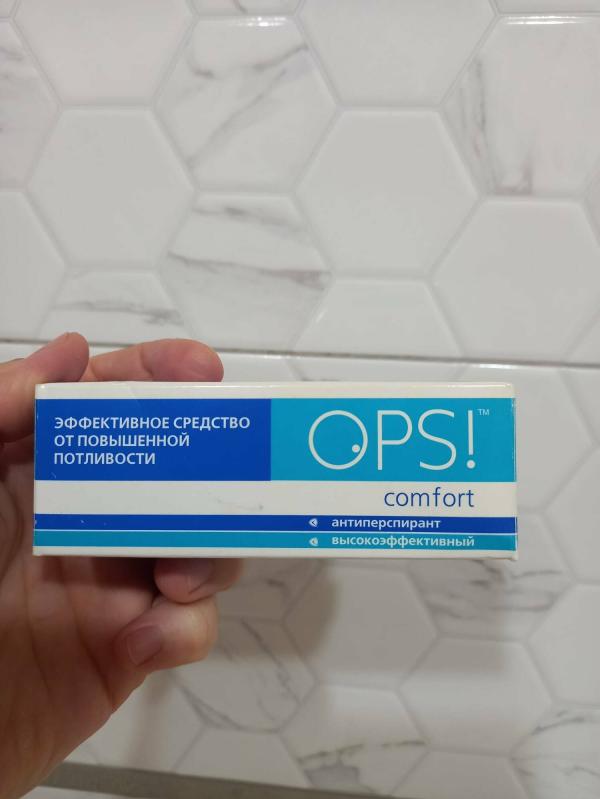 ЭФФЕКТИВНОЕ СРЕДСТВО
ОТ ПОВЫШЕННОЙ
ПОТЛИВОСТИ
OPS!™
comfort
антиперспирант
высокоэффективный